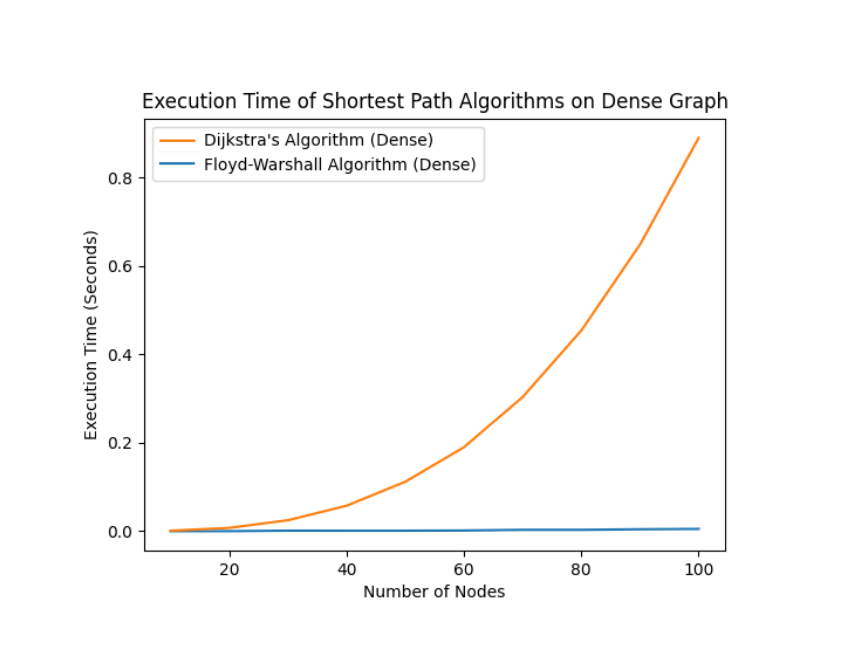 Execution Time of Shortest Path Algorithms on Dense Graph
Dijkstra's Algorithm (Dense)
Floyd-Warshall Algorithm (Dense)
Execution Time (Seconds)
0.8
0.6
0.4
0.2
0.0
20 40 60 80 100
Number of Nodes